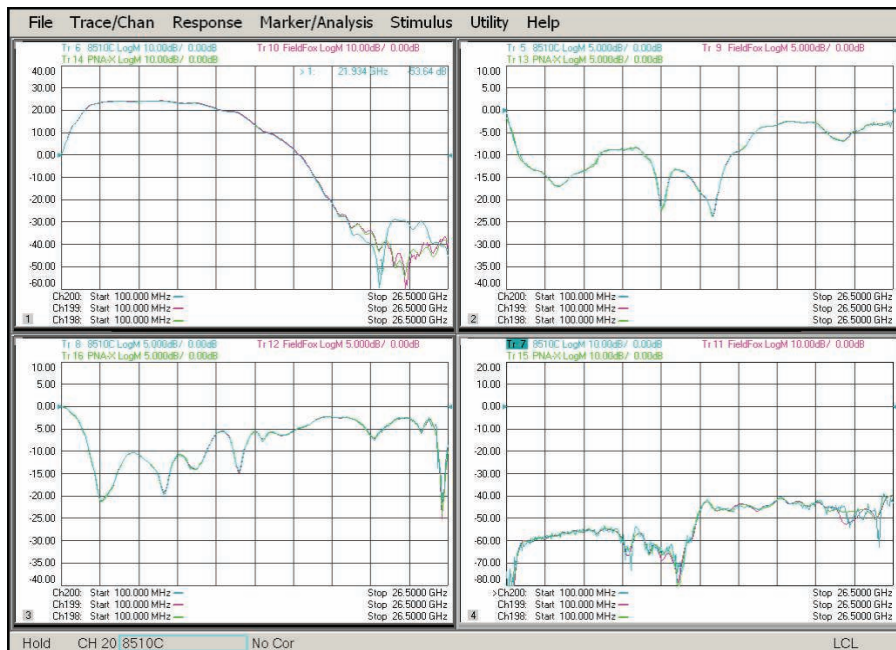 File Trace/Chan Response Marker/Analysis Stimulus Utility Help
Tr 6 8510C LogM 10.00dB/ 0.00dB Tr 10 FieldFox LogM 10.00dB/ 0.00dB
Tr 14 PNA-X LogM 10.00dB/ 0.00dB
> 1: 21.934 GHz -53.64 dB
40.00
30.00
20.00
10.00
0.00
-10.00
-20.00
-30.00
-40.00
-50.00
-60.00
Ch200: Start 100.000 MHz Stop 26.5000 GHz
Ch199: Start 100.000 MHz Stop 26.5000 GHz
1 Ch198: Start 100.000 MHz Stop 26.5000 GHz
Tr 5 8510C LogM 5.000dB/ 0.00dB Tr 9 FieldFox LogM 5.000dB/ 0.00dB
Tr 13 PNA-X LogM 5.000dB/ 0.00dB
10.00
5.00
0.00
-5.00
-10.00
-15.00
-20.00
-25.00
-30.00
35.00
40.00
Ch200: Start 100.000 MHz Stop 26.5000 GHz
Ch199: Start 100.000 MHz Stop 26.5000 GHz
2 Ch198: Start 100.000 MHz Stop 26.5000 GHz
Tr 8 8510C LogM 5.000dB/ 0.00dB Tr 12 FieldFox LogM 5.000dB/ 0.00dB
Tr 16 PNA-X LogM 5.000dB/ 0.00dB
10.00
5.00
0.00
-5.00
-10.00
-15.00
-20.00
-25.00
-30.00
35.00
40.00
Ch200: Start 100.000 MHz Stop 26.5000 GHz
Ch199: Start 100.000 MHz Stop 26.5000 GHz
3 Ch198: Start 100.000 MHz Stop 26.5000 GHz
Tr 7 8510C LogM 10.00dB/ 0.00dB Tr 11 FieldFox LogM 10.00dB/ 0.00dB
Tr 15 PNA-X LogM 10.00dB/ 0.00dB
20.00
10.00
0.00
-10.00
-20.00
-30.00
-40.00
-50.00
-60.00
-70.00
-80.00
>Ch200: Start 100.000 MHz Stop 26.5000 GHz
Ch199: Start 100.000 MHz Stop 26.5000 GHz
4 Ch198: Start 100.000 MHz Stop 26.5000 GHz
Hold CH 20 8510C No Cor LCL